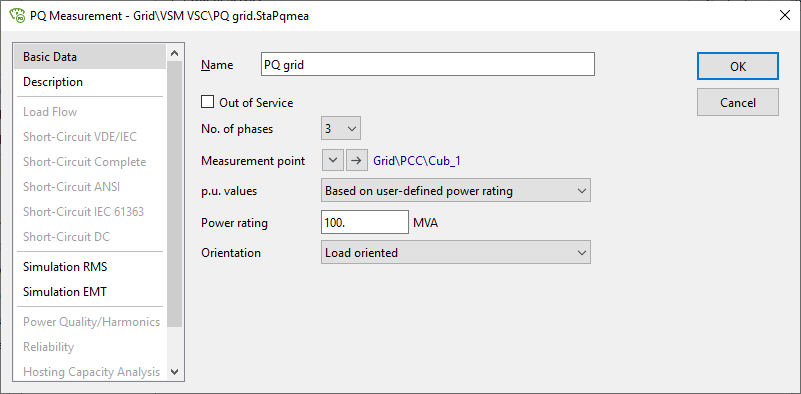 PQ Measurement - Grid\VSM VSC\PQ grid.StaPqmea
Basic Data
Description
Load Flow
Short-Circuit VDE/IEC
Short-Circuit Complete
Short-Circuit ANSI
Short-Circuit IEC 61363
Short-Circuit DC
Simulation RMS
Simulation EMT
Power Quality/Harmonics
Reliability
Hosting Capacity Analysis
Name PQ grid
Out of Service
No. of phases 3
Measurement point Grid\PCC\Cub_1
p.u. values Based on user-defined power rating
Power rating 100. MVA
Orientation Load oriented
OK
Cancel